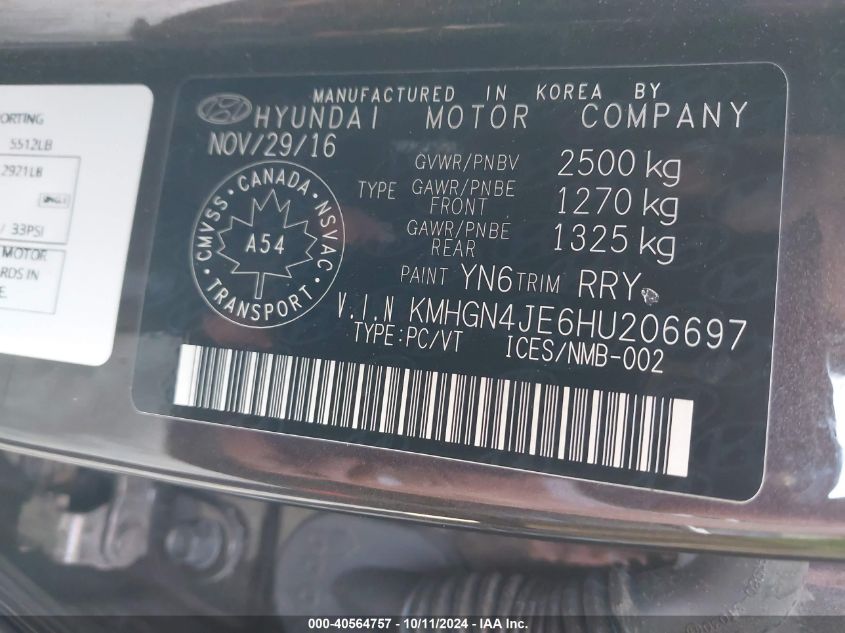 PORTING
5512LB
2921LB
/ 33PSI
MOTOR
RDS IN
E.
MANUFACTURED IN KOREA BY
HYUNDAI MOTOR COMPANY
NOV/29/16
GVWR/PNBV 2500 kg
TYPE GAWR/PNBE FRONT 1270 kg
GAWR/PNBE REAR 1325 kg
CMVSS · CANADA · NSVAC · TRANSPORT ·
A54
PAINT YN6 TRIM RRY
V.I.N KMHGN4JE6HU206697
TYPE:PC/VT ICES/NMB-002
000-40564757 - 10/11/2024 - IAA Inc.